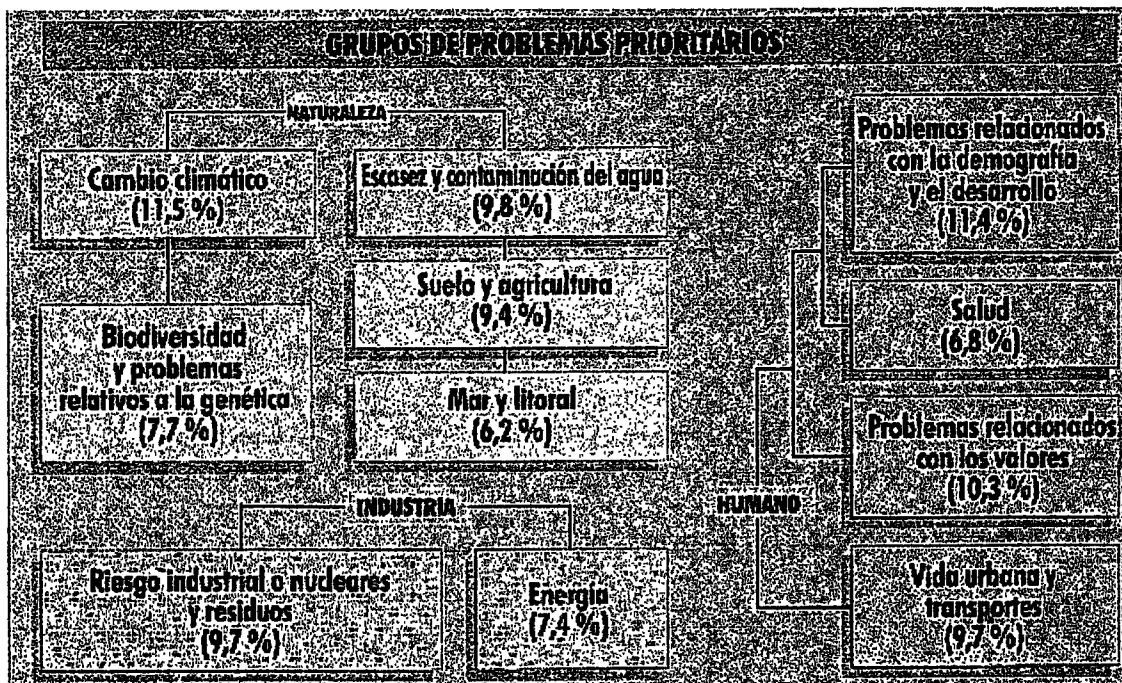 GRUPOS DE PROBLEMAS PRIORITARIOS
NATURALEZA
Cambio climático
(11,5 %)
Escasez y contaminación del agua
(9,8 %)
Suelo y agricultura
(9,4 %)
Biodiversidad
y problemas
relativos a la genética
(7,7 %)
Mar y litoral
(6,2 %)
INDUSTRIA
Riesgo industrial o nucleares
y residuos
(9,7 %)
Energía
(7,4 %)
HUMANO
Problemas relacionados
con la demografía
y el desarrollo
(11,4 %)
Salud
(6,8 %)
Problemas relacionados
con los valores
(10,3 %)
Vida urbana y
transportes
(9,7 %)